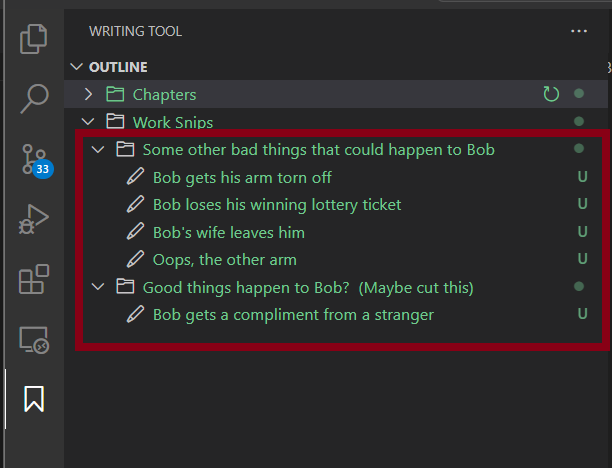 WRITING TOOL
OUTLINE
Chapters
Work Snips
Some other bad things that could happen to Bob
Bob gets his arm torn off U
Bob loses his winning lottery ticket U
33
Bob's wife leaves him U
Oops, the other arm U
Good things happen to Bob? (Maybe cut this)
Bob gets a compliment from a stranger U